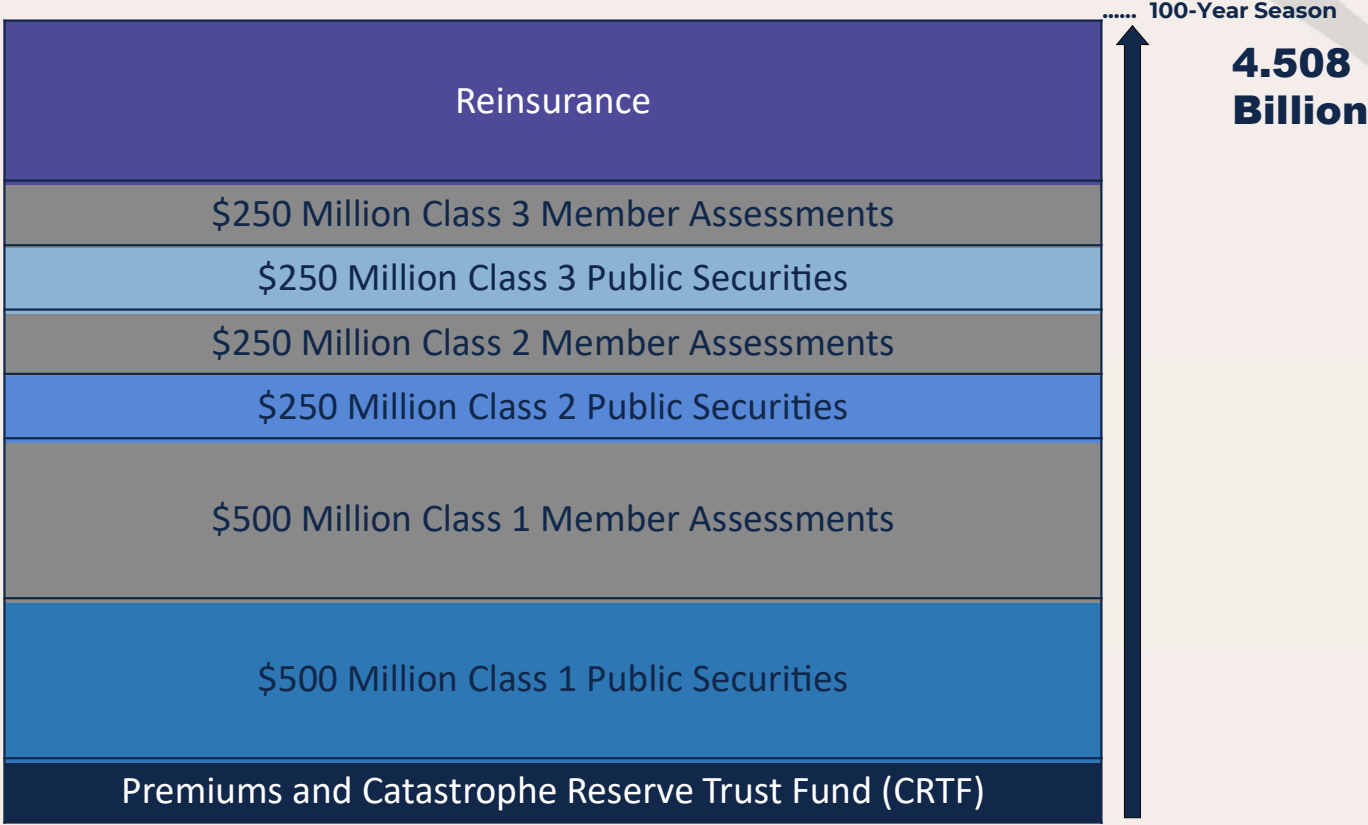 ...... 100-Year Season
4.508
Billion
Reinsurance
$250 Million Class 3 Member Assessments
$250 Million Class 3 Public Securities
$250 Million Class 2 Member Assessments
$250 Million Class 2 Public Securities
$500 Million Class 1 Member Assessments
$500 Million Class 1 Public Securities
Premiums and Catastrophe Reserve Trust Fund (CRTF)